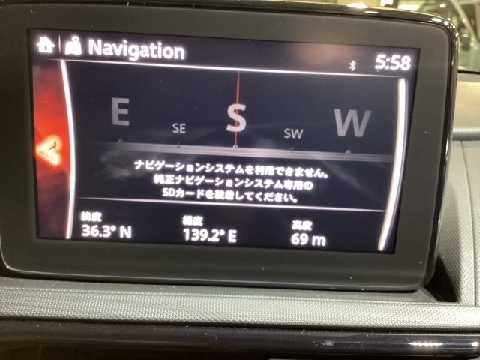 Navigation
5:58
E SE S SW W
ナビゲーションシステムを利用できません。
純正ナビゲーションシステム専用の
SDカードを装着してください。
緯度 経度 高度
36.3° N 139.2° E 69 m